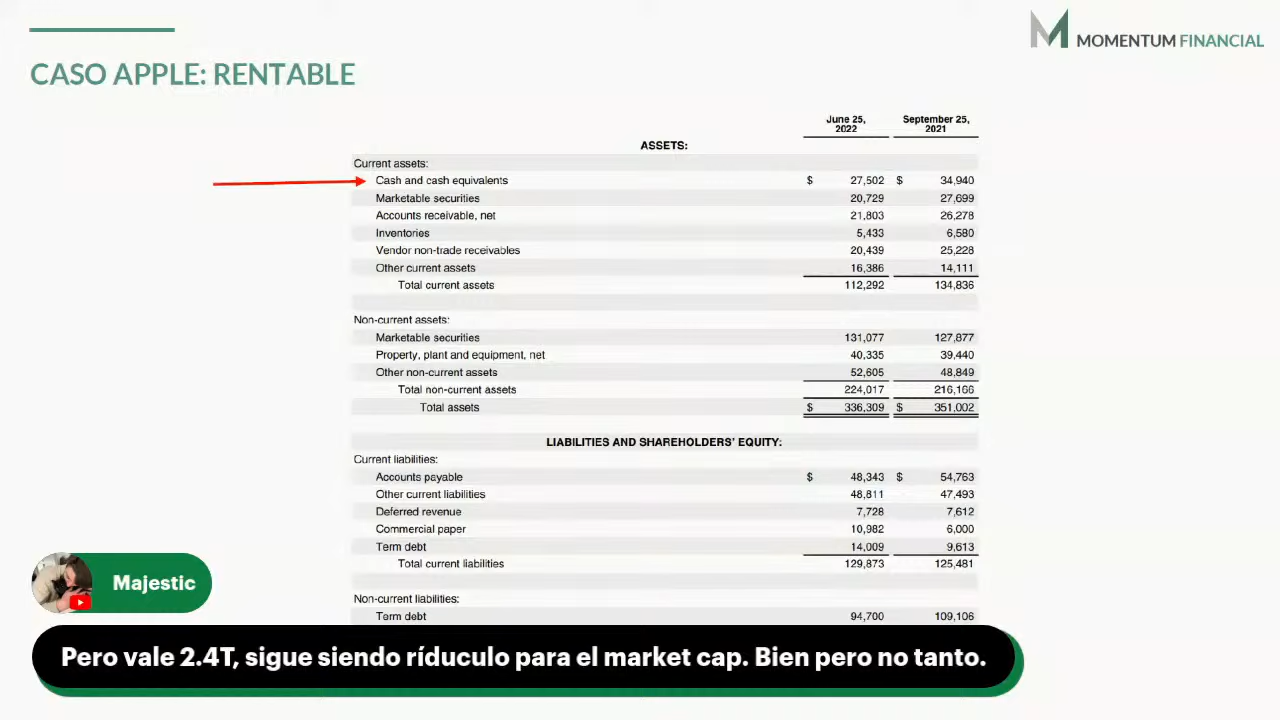 MOMENTUM FINANCIAL
CASO APPLE: RENTABLE
June 25, 2022 September 25, 2021
ASSETS:
Current assets:
Cash and cash equivalents $ 27,502 $ 34,940
Marketable securities 20,729 27,699
Accounts receivable, net 21,803 26,278
Inventories 5,433 6,580
Vendor non-trade receivables 20,439 25,228
Other current assets 16,386 14,111
Total current assets 112,292 134,836
Non-current assets:
Marketable securities 131,077 127,877
Property, plant and equipment, net 40,335 39,440
Other non-current assets 52,605 48,849
Total non-current assets 224,017 216,166
Total assets $ 336,309 $ 351,002
LIABILITIES AND SHAREHOLDERS' EQUITY:
Current liabilities:
Accounts payable $ 48,343 $ 54,763
Other current liabilities 48,811 47,493
Deferred revenue 7,728 7,612
Commercial paper 10,982 6,000
Term debt 14,009 9,613
Total current liabilities 129,873 125,481
Non-current liabilities:
Term debt 94,700 109,106
Majestic
Pero vale 2.4T, sigue siendo ríduculo para el market cap. Bien pero no tanto.